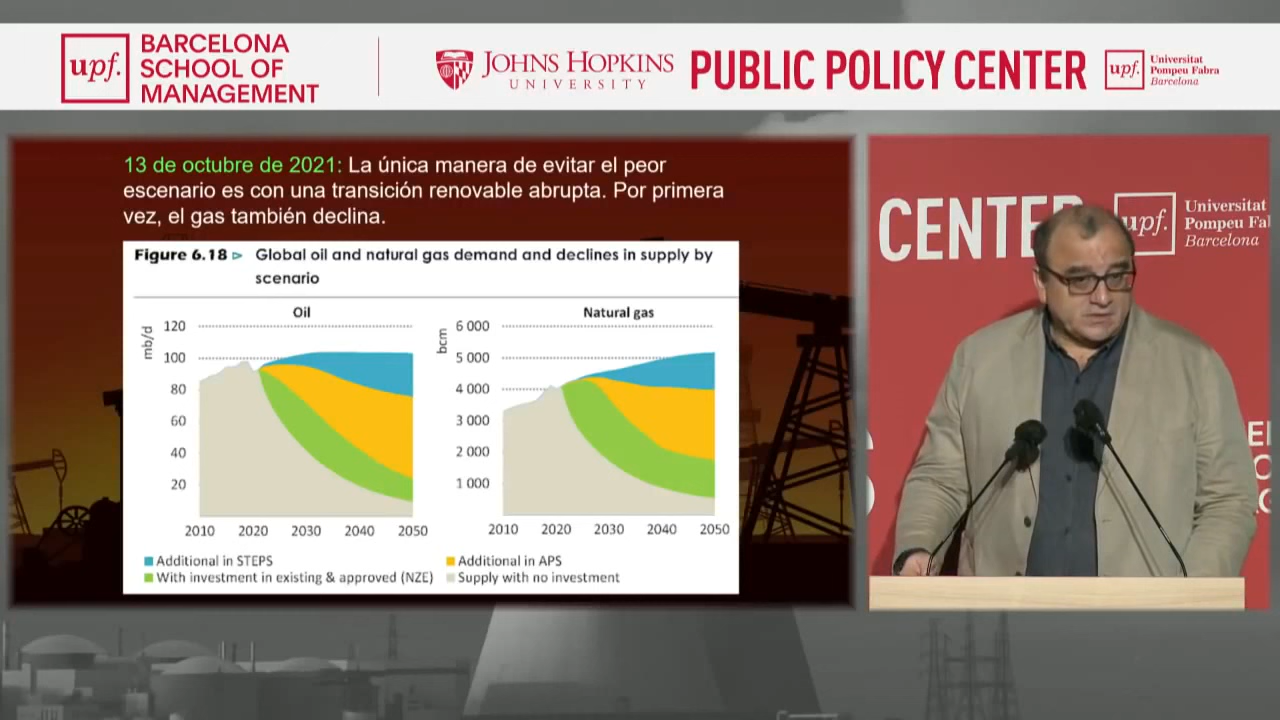 upf.
BARCELONA
SCHOOL OF
MANAGEMENT
JOHNS HOPKINS
UNIVERSITY
PUBLIC POLICY CENTER
upf.
Universitat
Pompeu Fabra
Barcelona
13 de octubre de 2021: La única manera de evitar el peor
escenario es con una transición renovable abrupta. Por primera
vez, el gas también declina.
Figure 6.18 ▷ Global oil and natural gas demand and declines in supply by
scenario
Oil
mb/d
120
100
80
60
40
20
2010 2020 2030 2040 2050
Natural gas
bcm
6 000
5 000
4 000
3 000
2 000
1 000
2010 2020 2030 2040 2050
Additional in STEPS
Additional in APS
With investment in existing & approved (NZE)
Supply with no investment
CENTER
upf.
Universitat
Pompeu Fa
Barcelona